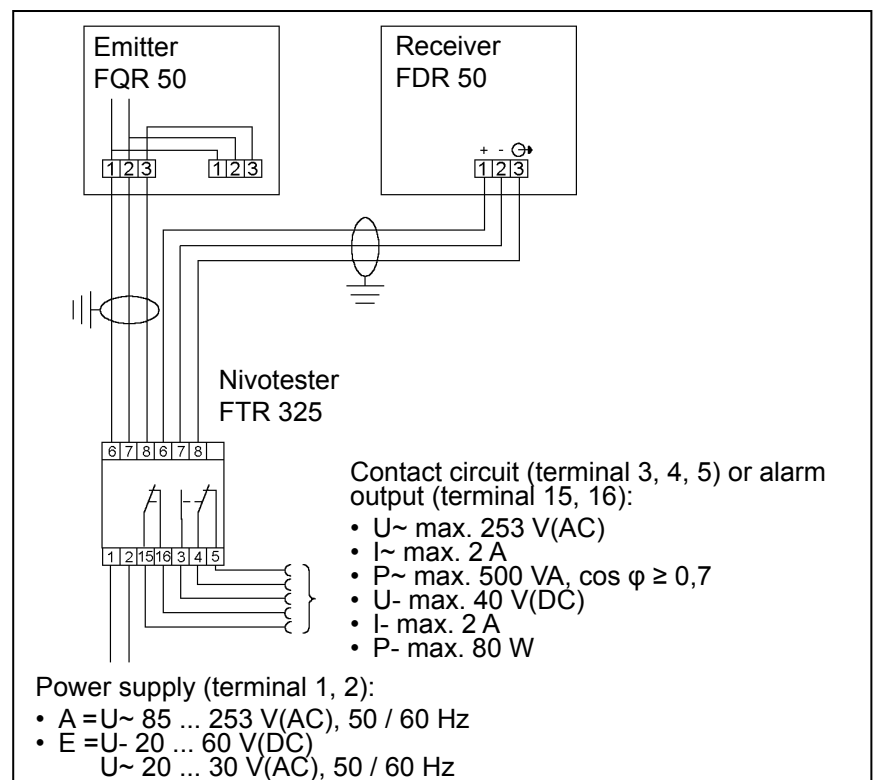 Emitter
FQR 50
Receiver
FDR 50
+ -
1 2 3
1 2 3
1 2 3
Nivotester
FTR 325
6 7 8 6 7 8
1 2 15 16 3 4 5
Contact circuit (terminal 3, 4, 5) or alarm
output (terminal 15, 16):
• U~ max. 253 V(AC)
• I~ max. 2 A
• P~ max. 500 VA, cos φ ≥ 0,7
• U- max. 40 V(DC)
• I- max. 2 A
• P- max. 80 W
Power supply (terminal 1, 2):
• A =U~ 85 ... 253 V(AC), 50 / 60 Hz
• E =U- 20 ... 60 V(DC)
U~ 20 ... 30 V(AC), 50 / 60 Hz